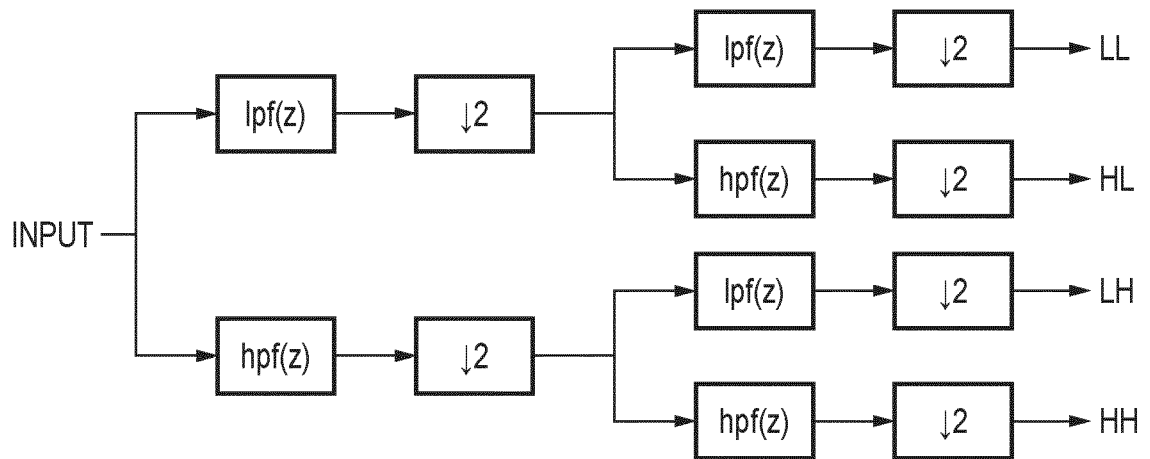 lpf(z) ↓2 LL
lpf(z) ↓2
hpf(z) ↓2 HL
INPUT
lpf(z) ↓2 LH
hpf(z) ↓2
hpf(z) ↓2 HH